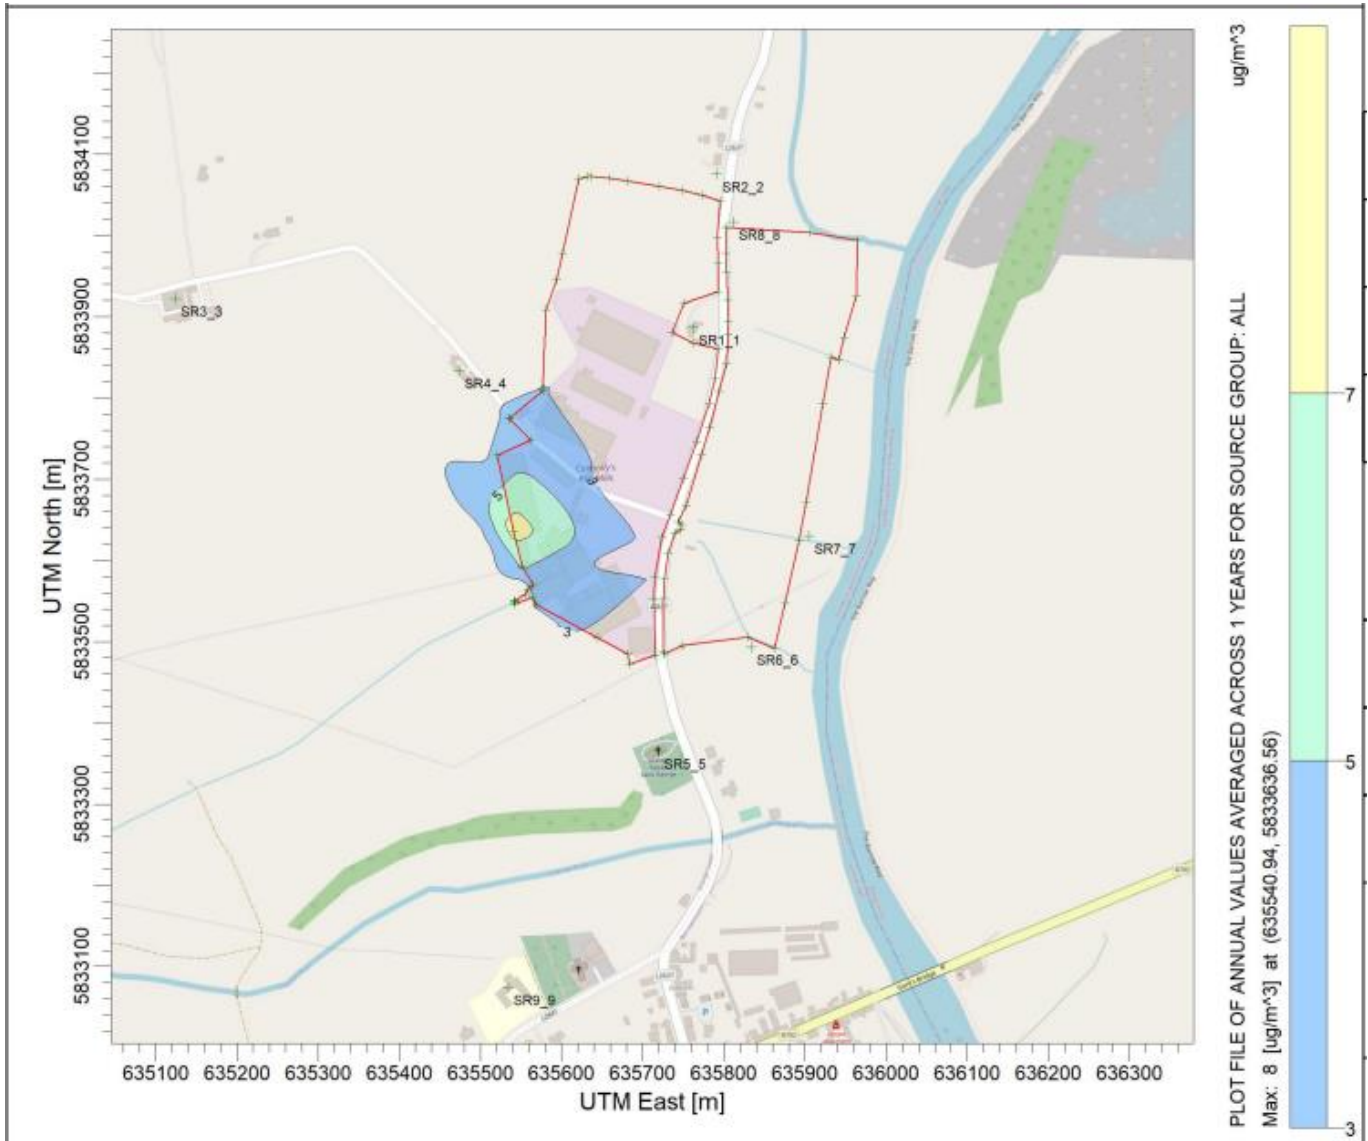 ug/m^3
PLOT FILE OF ANNUAL VALUES AVERAGED ACROSS 1 YEARS FOR SOURCE GROUP: ALL
Max: 8 [ug/m^3] at (635540.94, 5833636.56)
7
5
3
UTM North [m]
5834100
5833900
5833700
5833500
5833300
5833100
SR2_2
SR8_8
SR3_3
SR1_1
SR4_4
5
3
SR7_7
3
SR6_6
SR5_5
SR9_9
P
635100 635200 635300 635400 635500 635600 635700 635800 635900 636000 636100 636200 636300
UTM East [m]